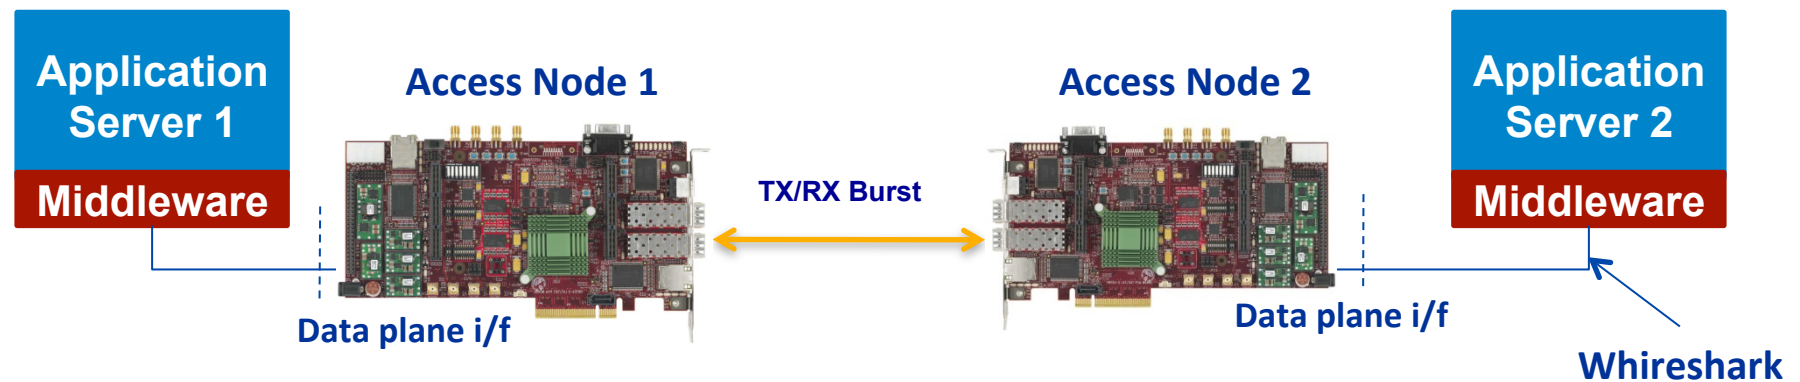 Application
Server 1
Middleware
Access Node 1
Data plane i/f
TX/RX Burst
Access Node 2
Data plane i/f
Application
Server 2
Middleware
Whireshark